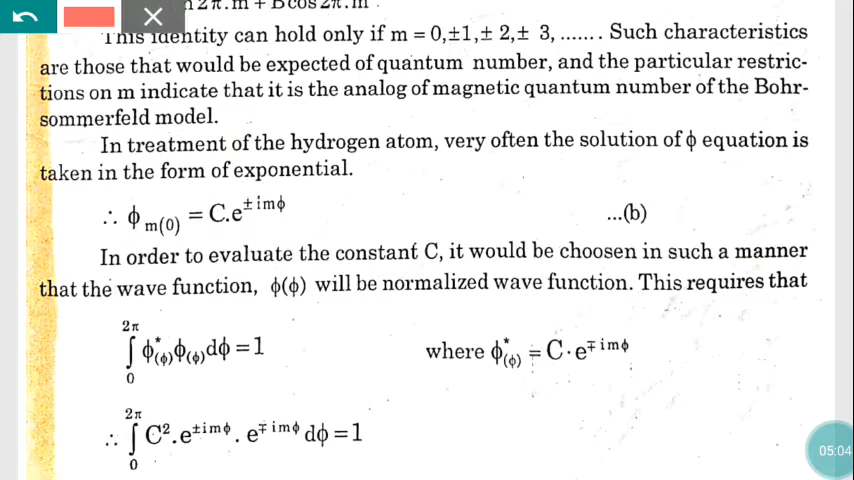 n2π.m + Bcos2π.m .
This identity can hold only if m = 0,±1,± 2,± 3, ....... Such characteristics
are those that would be expected of quantum number, and the particular restric-
tions on m indicate that it is the analog of magnetic quantum number of the Bohr-
sommerfeld model.
In treatment of the hydrogen atom, very often the solution of ϕ equation is
taken in the form of exponential.
∴ ϕ m(0) = C.e^±imϕ ...(b)
In order to evaluate the constant C, it would be choosen in such a manner
that the wave function, ϕ(ϕ) will be normalized wave function. This requires that
∫₀^2π ϕ*(ϕ)ϕ(ϕ)dϕ = 1 where ϕ*(ϕ) = C · e^∓imϕ
∴ ∫₀^2π C².e^±imϕ . e^∓imϕ dϕ = 1
05:04